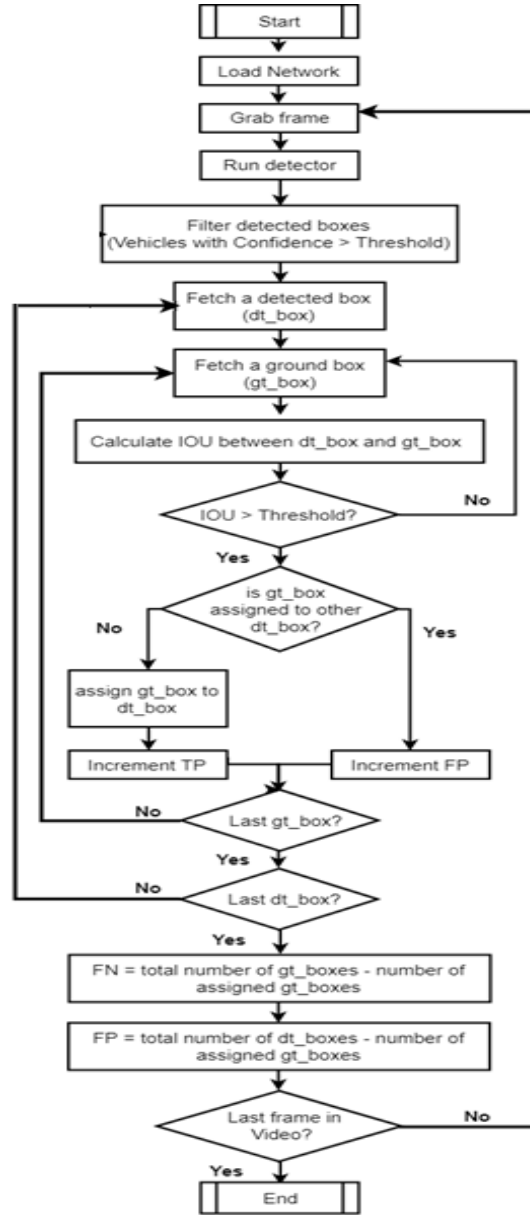 Start
Load Network
Grab frame
Run detector
Filter detected boxes
(Vehicles with Confidence > Threshold)
Fetch a detected box
(dt_box)
Fetch a ground box
(gt_box)
Calculate IOU between dt_box and gt_box
IOU > Threshold?
No
Yes
is gt_box
assigned to other
dt_box?
No
Yes
assign gt_box to
dt_box
Increment TP
Increment FP
Last gt_box?
No
Yes
Last dt_box?
No
Yes
FN = total number of gt_boxes - number of
assigned gt_boxes
FP = total number of dt_boxes - number of
assigned gt_boxes
Last frame in
Video?
No
Yes
End